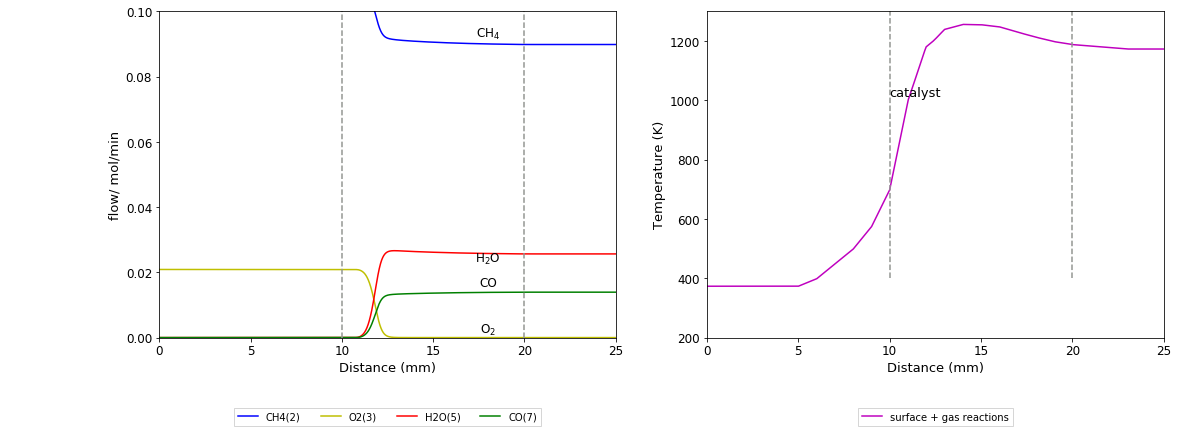 0.10
0.08
0.06
0.04
0.02
0.00
flow/ mol/min
CH4
H2O
CO
O2
0 5 10 15 20 25
Distance (mm)
CH4(2) O2(3) H2O(5) CO(7)
1200
1000
800
600
400
200
Temperature (K)
catalyst
0 5 10 15 20 25
Distance (mm)
surface + gas reactions